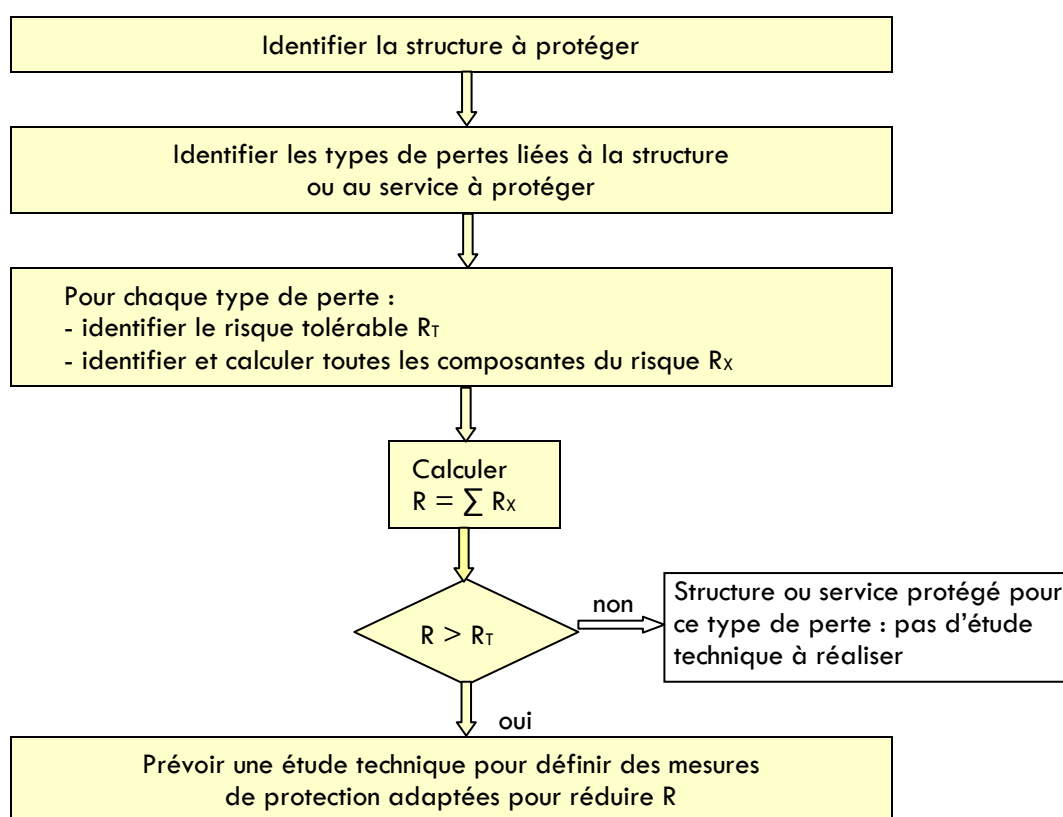 Identifier la structure à protéger
Identifier les types de pertes liées à la structure
ou au service à protéger
Pour chaque type de perte :
- identifier le risque tolérable RT
- identifier et calculer toutes les composantes du risque RX
Calculer
R = ∑ RX
R > RT
non
Structure ou service protégé pour
ce type de perte : pas d’étude
technique à réaliser
oui
Prévoir une étude technique pour définir des mesures
de protection adaptées pour réduire R